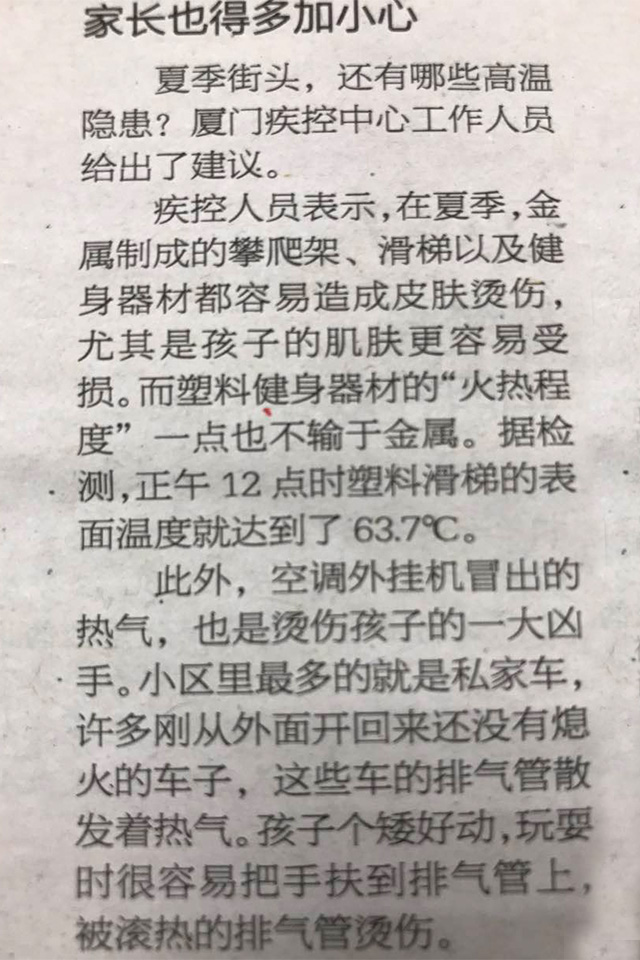 家长也得多加小心
夏季街头，还有哪些高温
隐患？厦门疾控中心工作人员
给出了建议。
疾控人员表示,在夏季,金
属制成的攀爬架、滑梯以及健
身器材都容易造成皮肤烫伤，
尤其是孩子的肌肤更容易受
损。而塑料健身器材的“火热程
度”一点也不输于金属。据检
测,正午12点时塑料滑梯的表
面温度就达到了63.7℃。
此外，空调外挂机冒出的
热气，也是烫伤孩子的一大凶
手。小区里最多的就是私家车，
许多刚从外面开回来还没有熄
火的车子，这些车的排气管散
发着热气。孩子个矮好动,玩耍
时很容易把手扶到排气管上，
被滚热的排气管烫伤。